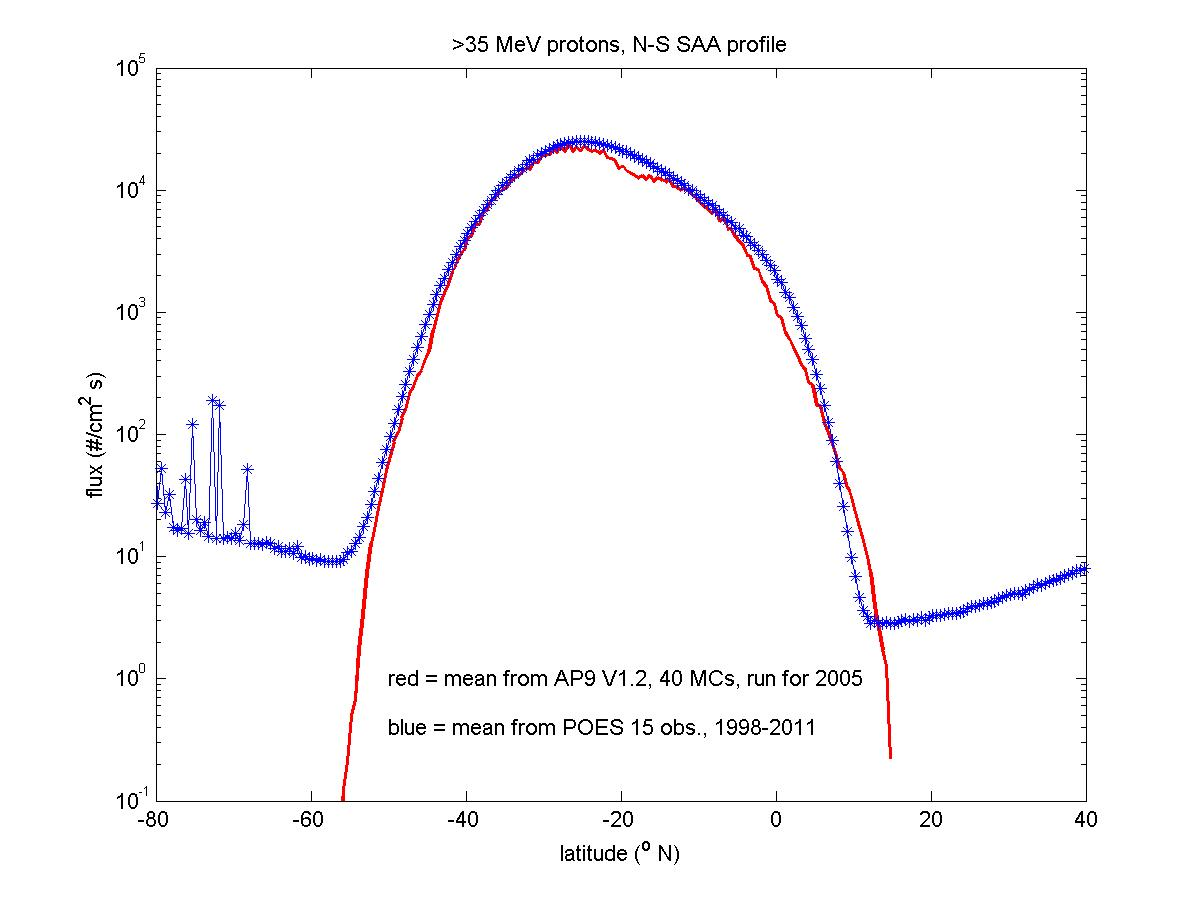 >35 MeV protons, N-S SAA profile
10^5
10^4
10^3
10^2
10^1
10^0
10^-1
flux (#/cm^2 s)
red = mean from AP9 V1.2, 40 MCs, run for 2005
blue = mean from POES 15 obs., 1998-2011
-80 -60 -40 -20 0 20 40
latitude (^o N)